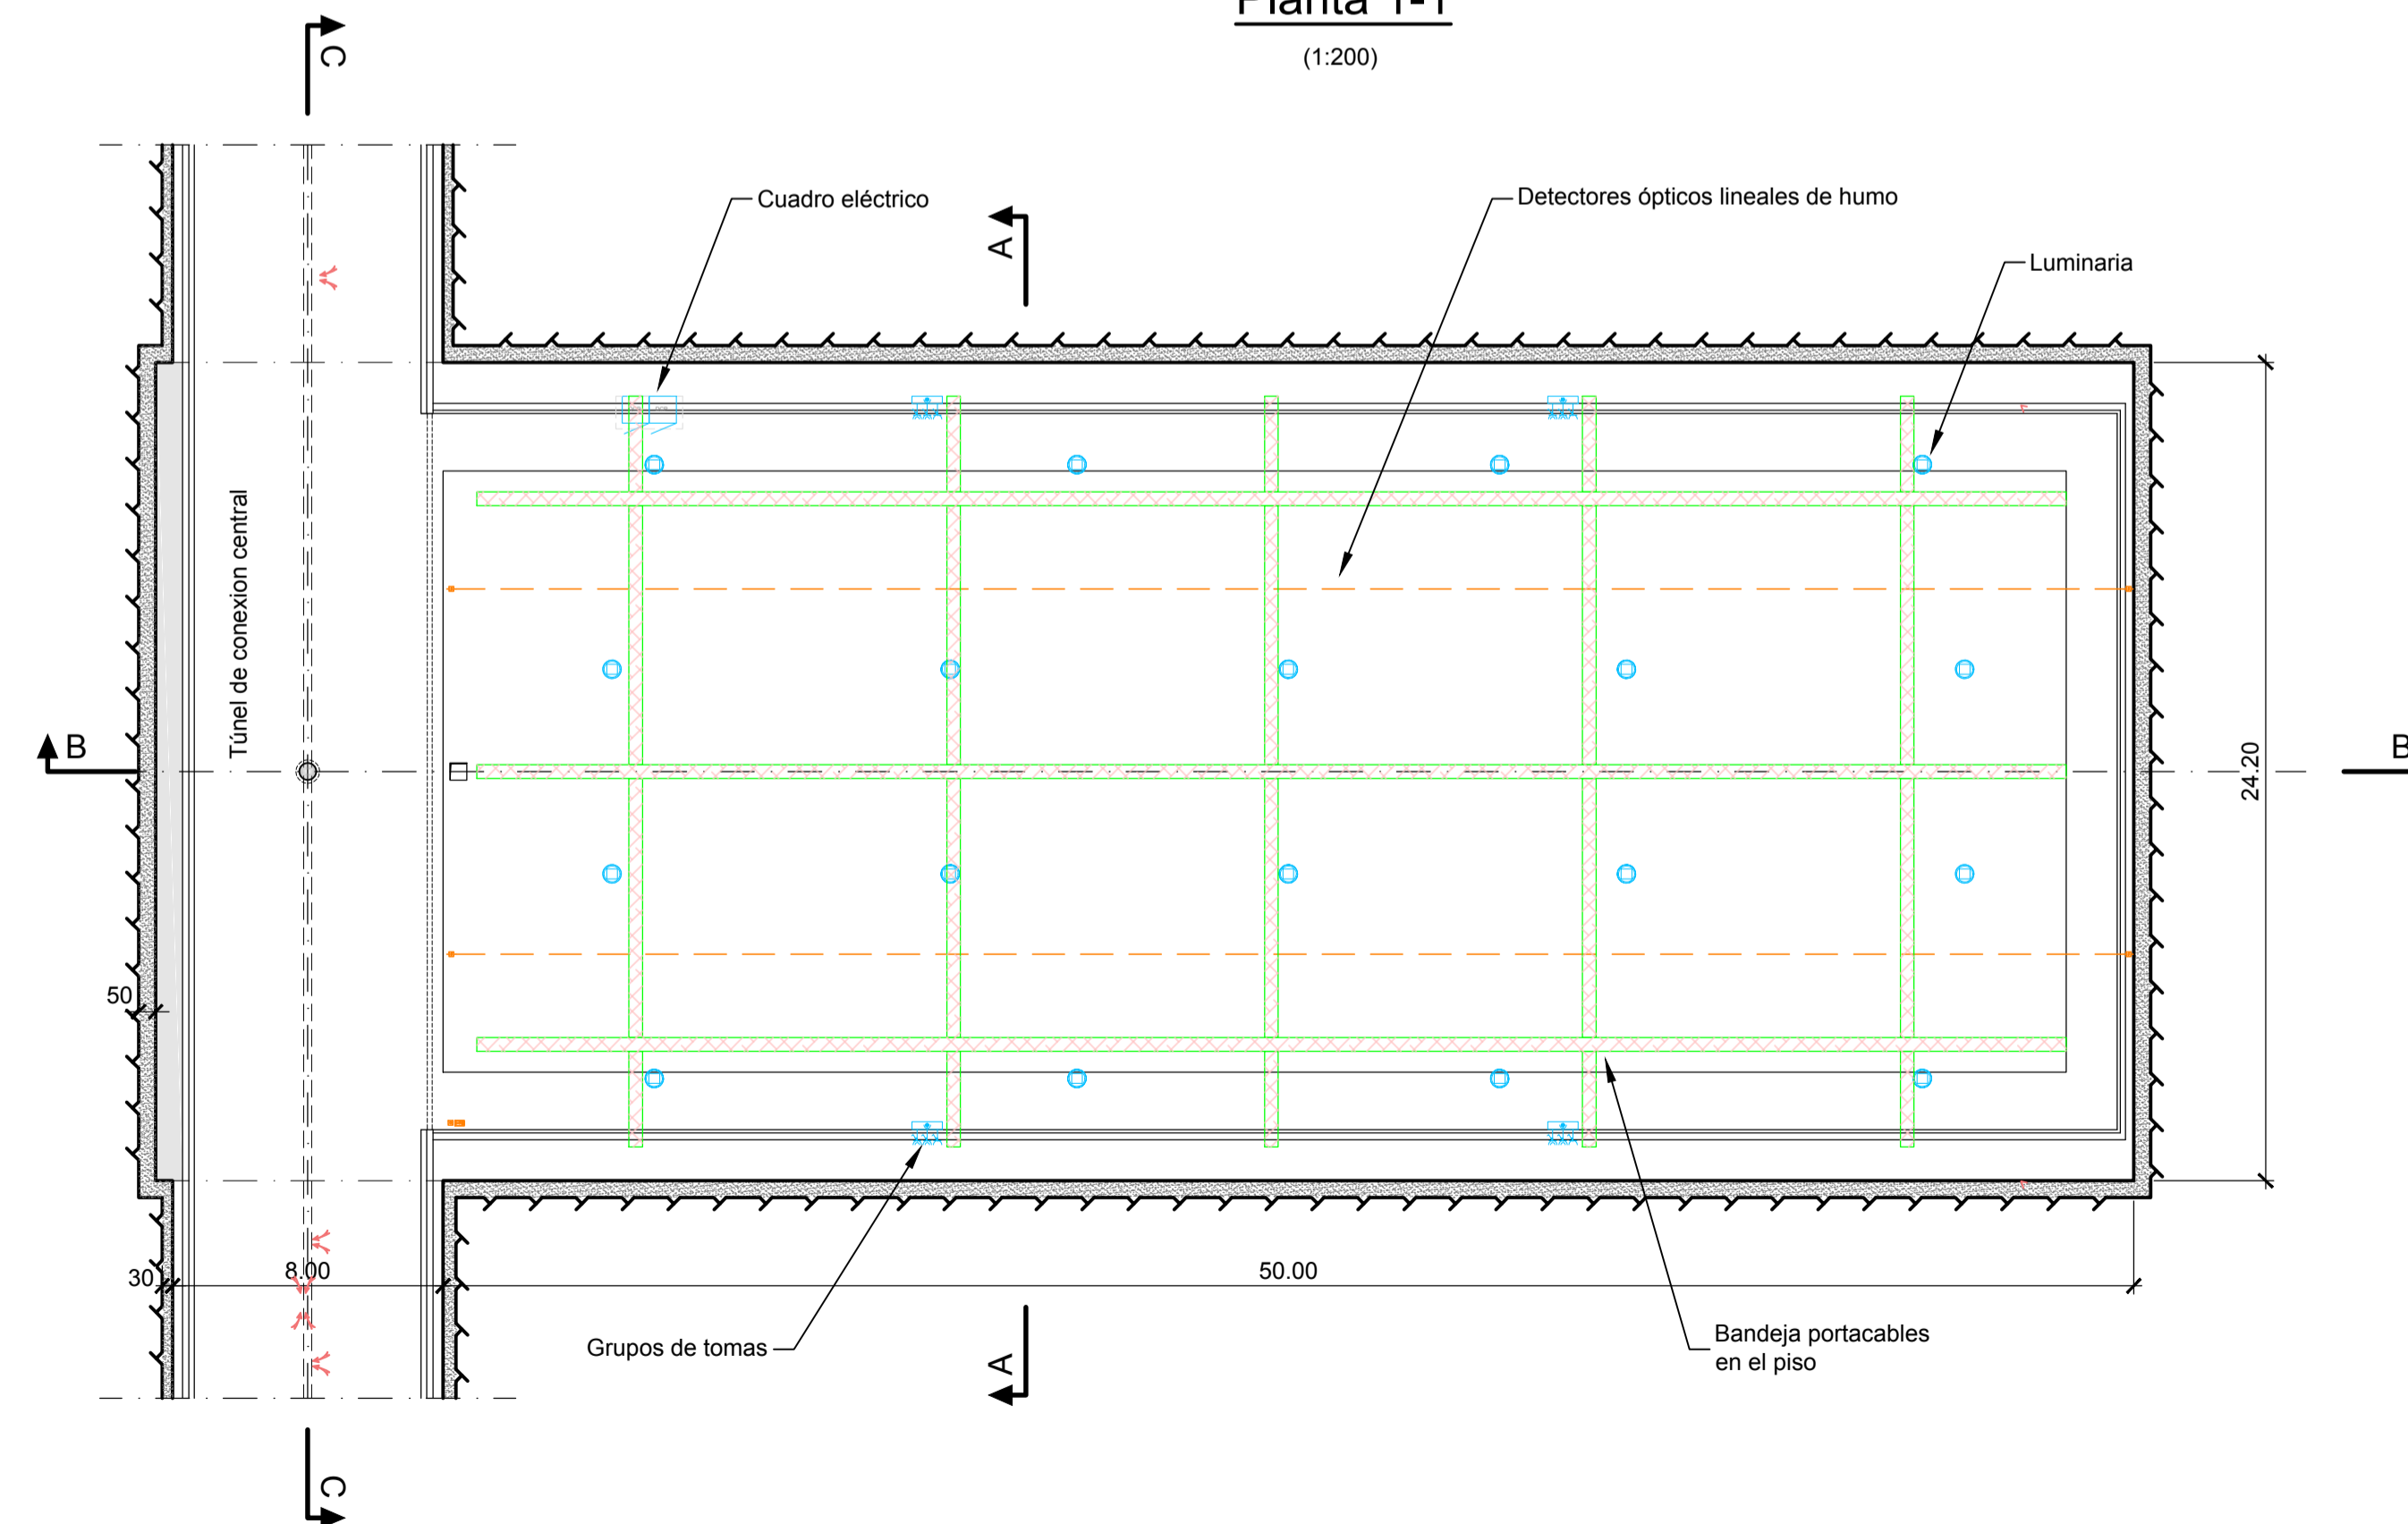 Planta 1-1
(1:200)
C
Cuadro eléctrico
Detectores ópticos lineales de humo
A
Luminaria
Túnel de conexion central
B
B
24.20
50
30
8.00
50.00
Grupos de tomas
A
Bandeja portacables
en el piso
C